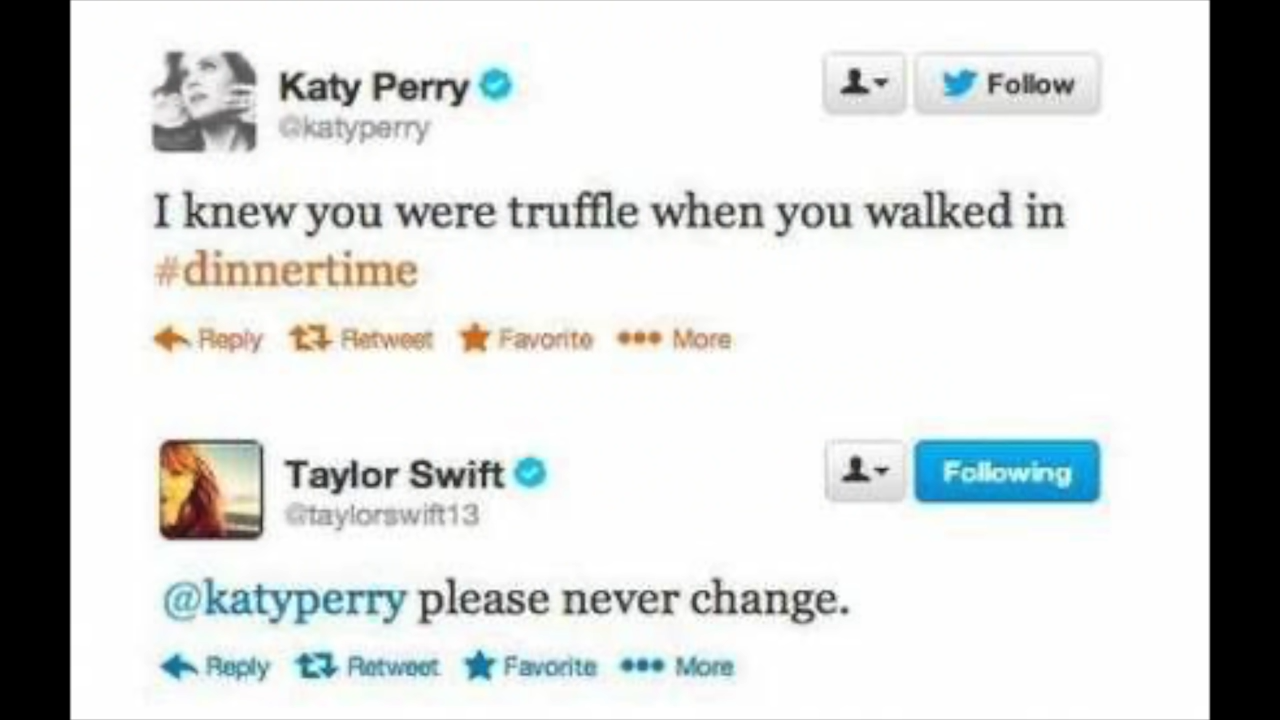 Katy Perry
@katyperry
Follow
I knew you were truffle when you walked in
#dinnertime
Reply Retweet Favorite More
Taylor Swift
@taylorswift13
Following
@katyperry please never change.
Reply Retweet Favorite More